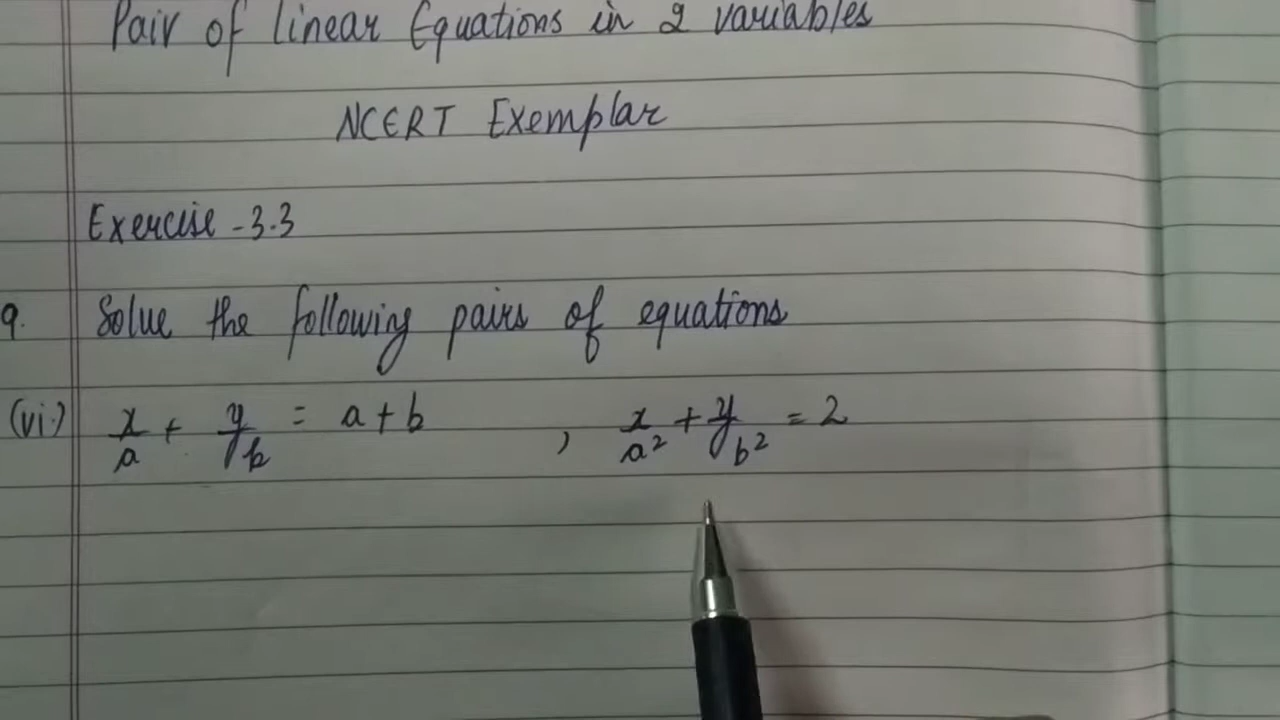 Pair of linear Equations in 2 variables
NCERT Exemplar
Exercise -3.3
9. Solve the following pairs of equations
(vi) x/a + y/b = a+b , x/a² + y/b² = 2